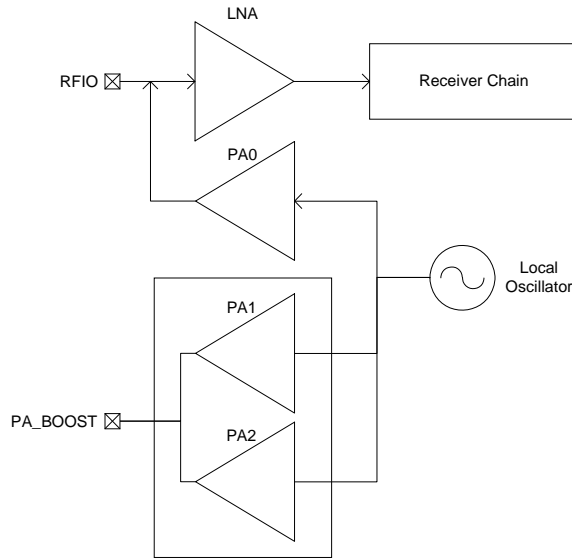 LNA
RFIO
Receiver Chain
PA0
Local
Oscillator
PA1
PA_BOOST
PA2